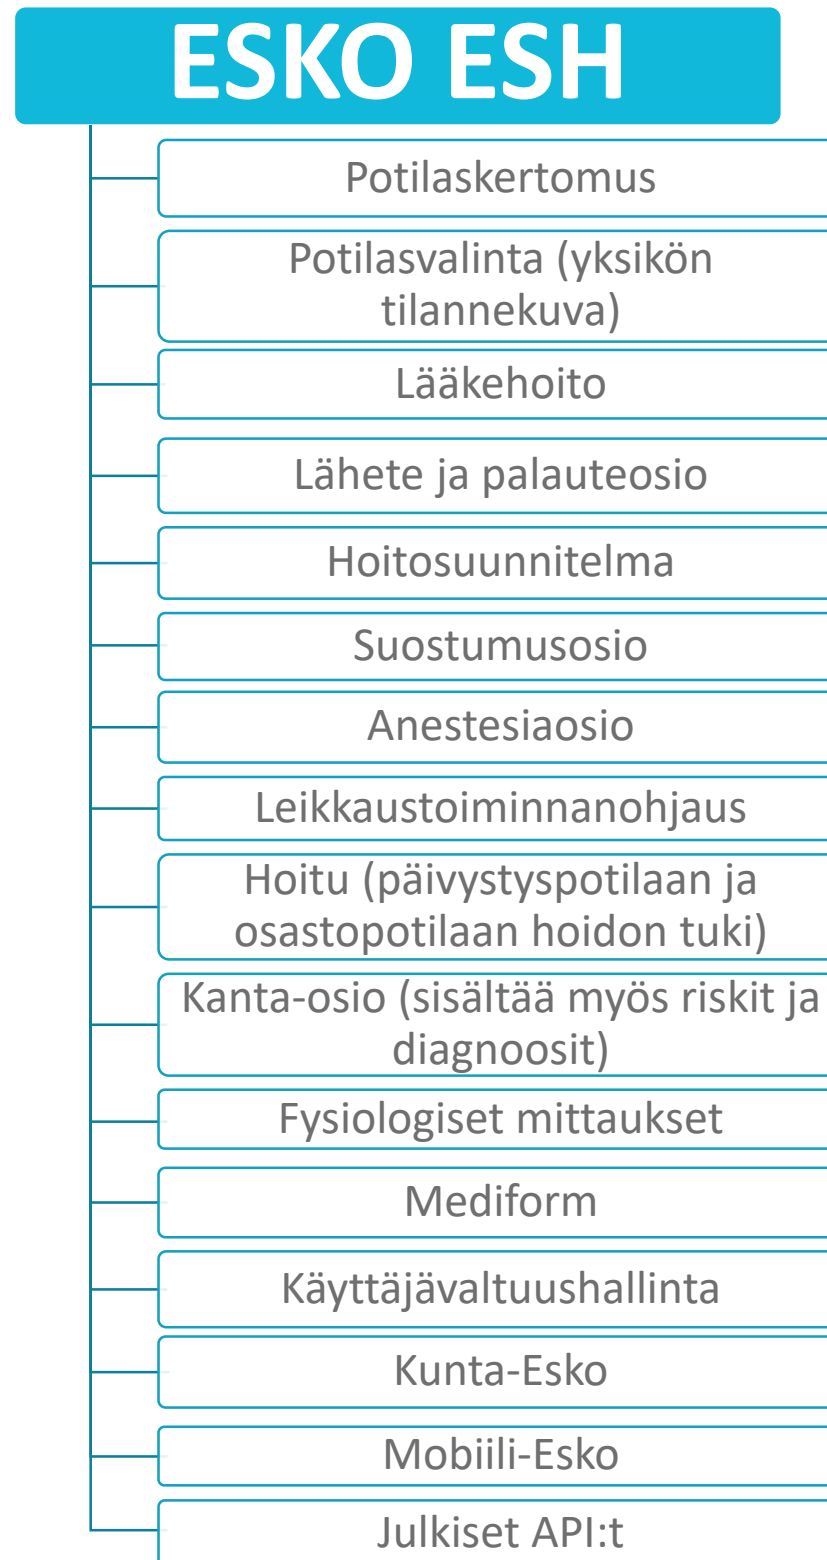 ESKO ESH
Potilaskertomus
Potilasvalinta (yksikön
tilannekuva)
Lääkehoito
Lähete ja palauteosio
Hoitosuunnitelma
Suostumusosio
Anestesiaosio
Leikkaustoiminnanohjaus
Hoitu (päivystyspotilaan ja
osastopotilaan hoidon tuki)
Kanta-osio (sisältää myös riskit ja
diagnoosit)
Fysiologiset mittaukset
Mediform
Käyttäjävaltuushallinta
Kunta-Esko
Mobiili-Esko
Julkiset API:t